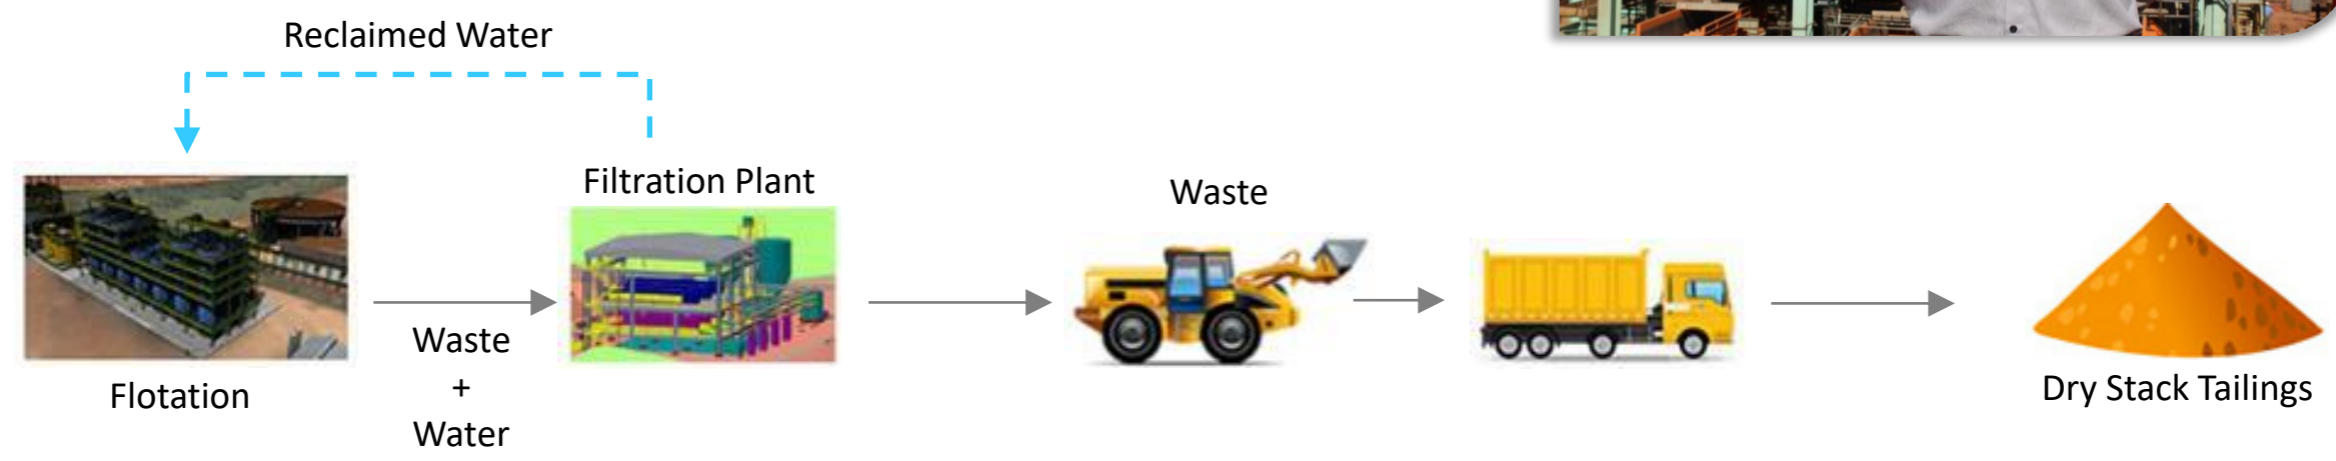 Reclaimed Water
Filtration Plant
Waste
Waste
+
Water
Flotation
Dry Stack Tailings